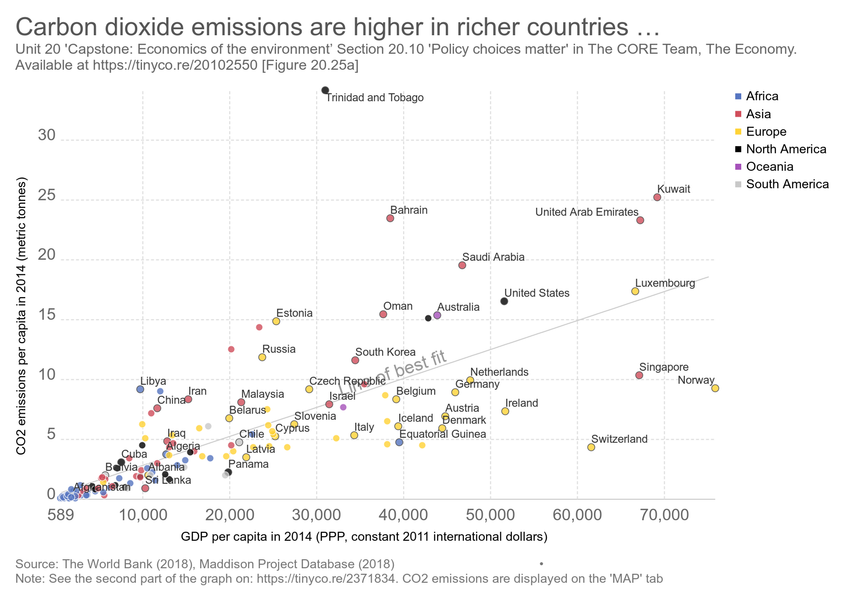 Carbon dioxide emissions are higher in richer countries …
Unit 20 'Capstone: Economics of the environment’ Section 20.10 'Policy choices matter' in The CORE Team, The Economy.
Available at https://tinyco.re/20102550 [Figure 20.25a]
Trinidad and Tobago
Africa
Asia
Europe
North America
Oceania
South America
CO2 emissions per capita in 2014 (metric tonnes)
30
25
20
15
10
5
0
Kuwait
Bahrain
United Arab Emirates
Saudi Arabia
Luxembourg
United States
Oman
Australia
Estonia
Russia
South Korea
Line of best fit
Singapore
Norway
Netherlands
Germany
Czech Republic
Libya
Iran
China
Malaysia
Israel
Belgium
Ireland
Belarus
Slovenia
Austria
Iceland
Denmark
Italy
Cyprus
Chile
Equatorial Guinea
Switzerland
Iraq
Algeria
Latvia
Cuba
Panama
Bolivia
Albania
Sri Lanka
Afghanistan
589
10,000
20,000
30,000
40,000
50,000
60,000
70,000
GDP per capita in 2014 (PPP, constant 2011 international dollars)
Source: The World Bank (2018), Maddison Project Database (2018)
Note: See the second part of the graph on: https://tinyco.re/2371834. CO2 emissions are displayed on the 'MAP' tab